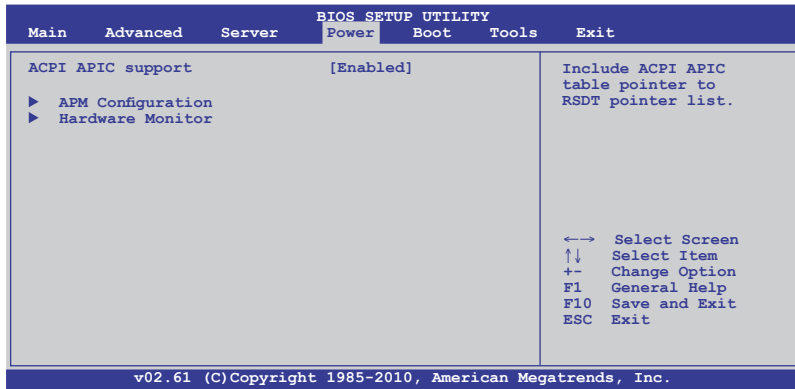 BIOS SETUP UTILITY
Main Advanced Server Power Boot Tools Exit
ACPI APIC support [Enabled]
▶ APM Configuration
▶ Hardware Monitor
Include ACPI APIC
table pointer to
RSDT pointer list.
←→ Select Screen
↑↓ Select Item
+- Change Option
F1 General Help
F10 Save and Exit
ESC Exit
v02.61 (C)Copyright 1985-2010, American Megatrends, Inc.